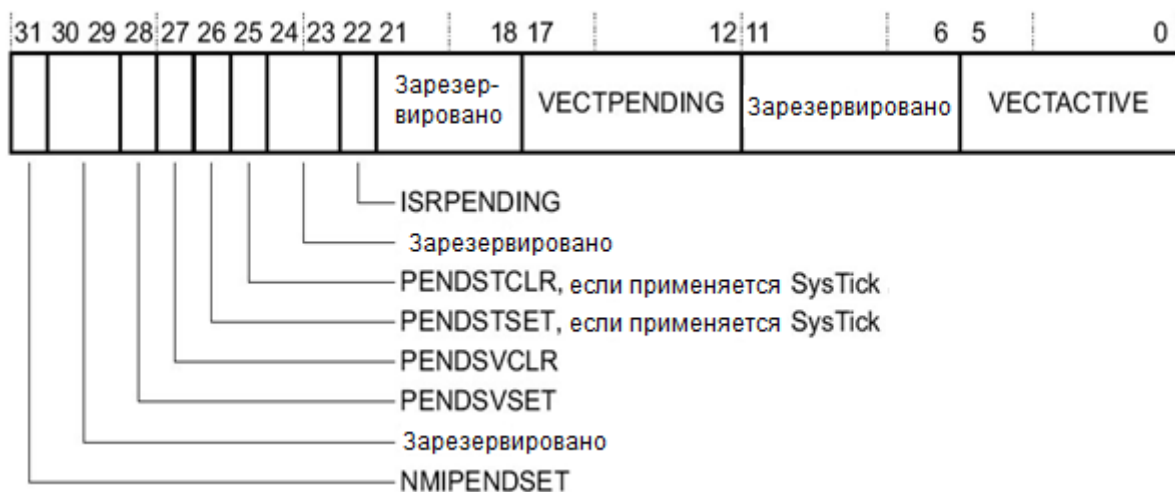 31 30 29 28 27 26 25 24 23 22 21 18 17 12 11 6 5 0
Зарезер-
вировано
VECTPENDING
Зарезервировано
VECTACTIVE
ISRPENDING
Зарезервировано
PENDSTCLR, если применяется SysTick
PENDSTSET, если применяется SysTick
PENDSVCLR
PENDSVSET
Зарезервировано
NMIPENDSET